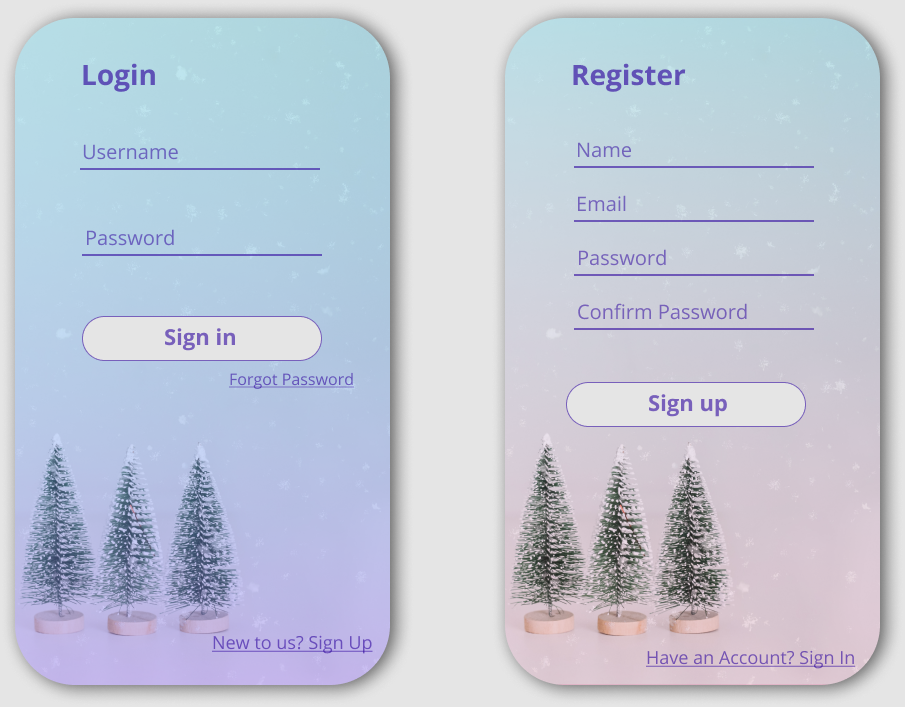 Login
Username
Password
Sign in
Forgot Password
New to us? Sign Up
Register
Name
Email
Password
Confirm Password
Sign up
Have an Account? Sign In